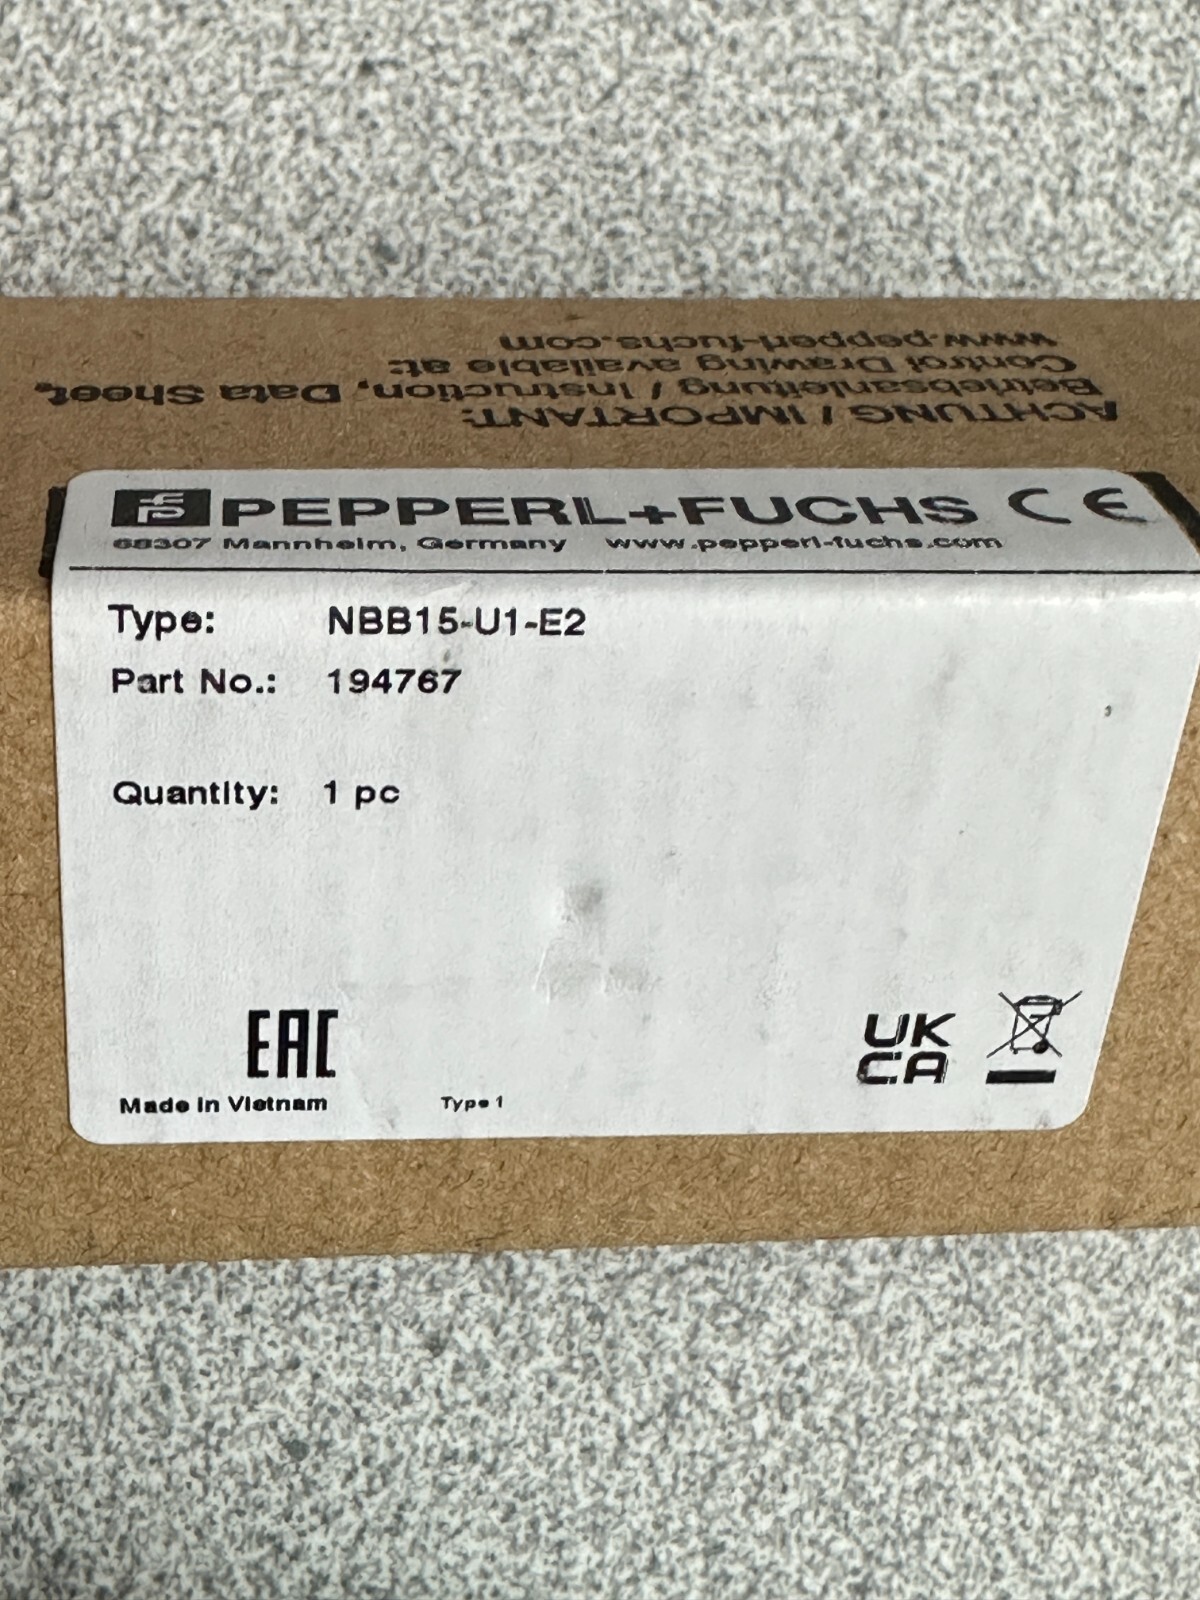 ACHTUNG / IMPORTANT:
Betriebsanleitung / Instruction, Data Sheet,
Control Drawing available at:
www.pepperl-fuchs.com
PEPPERL+FUCHS CE
68307 Mannheim, Germany www.pepperl-fuchs.com
Type: NBB15-U1-E2
Part No.: 194767
Quantity: 1 pc
EAC
UK
CA
Made in Vietnam Type 1